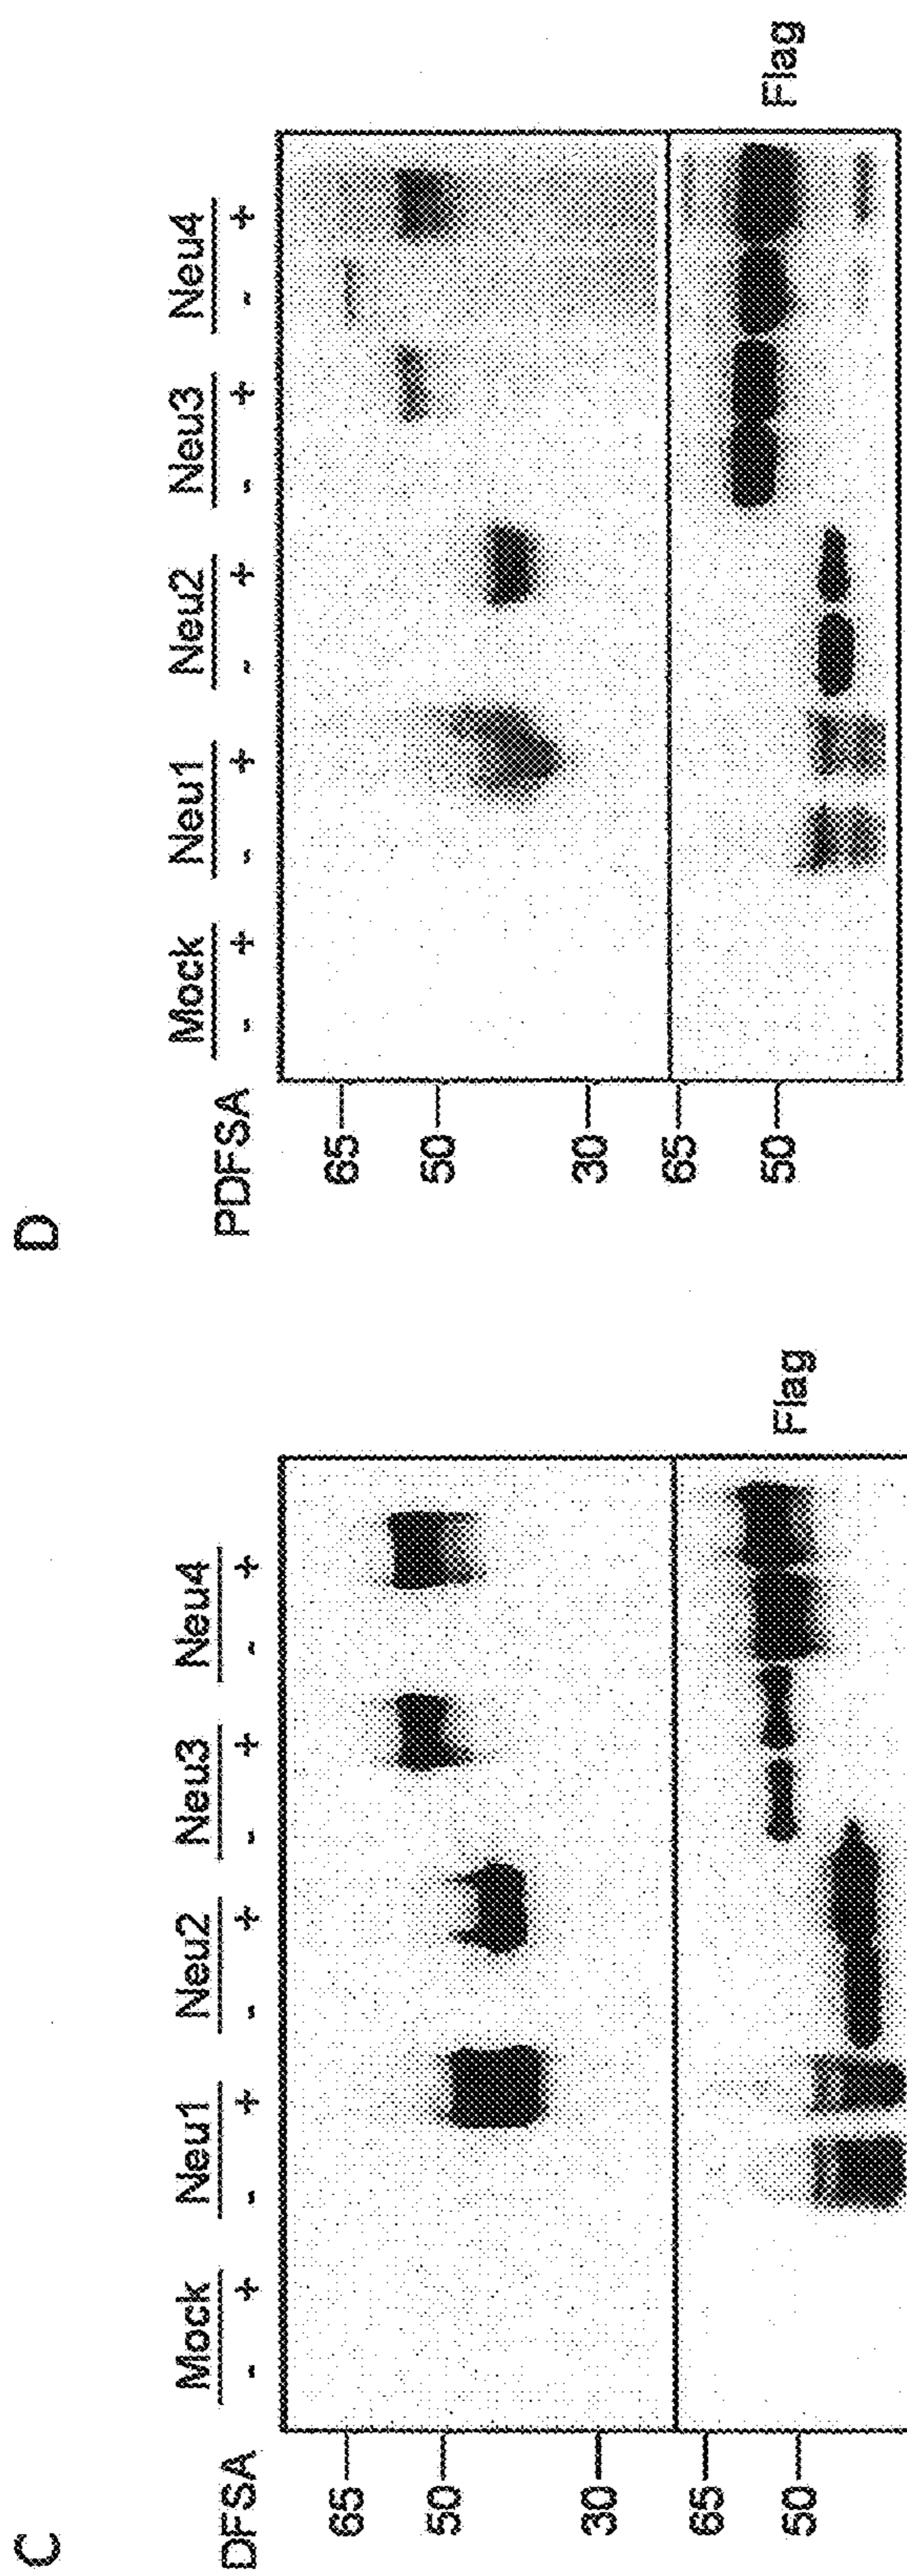 C
Mock Neu1 Neu2 Neu3 Neu4
DFSA - + - + - + - + - +
65
50
30
65
50
Flag
D
Mock Neu1 Neu2 Neu3 Neu4
PDFSA - + - + - + - + - +
65
50
30
65
50
Flag